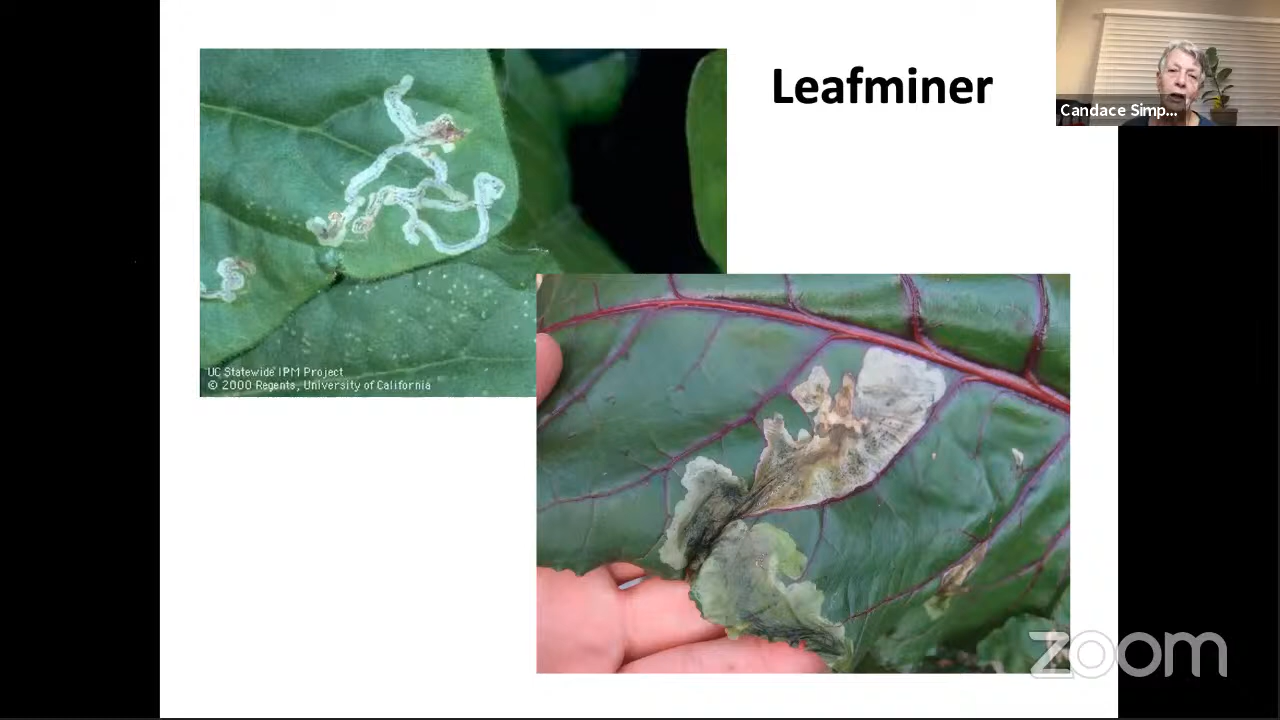 Leafminer
Candace Simp...
UC Statewide IPM Project
© 2000 Regents, University of California
zoom